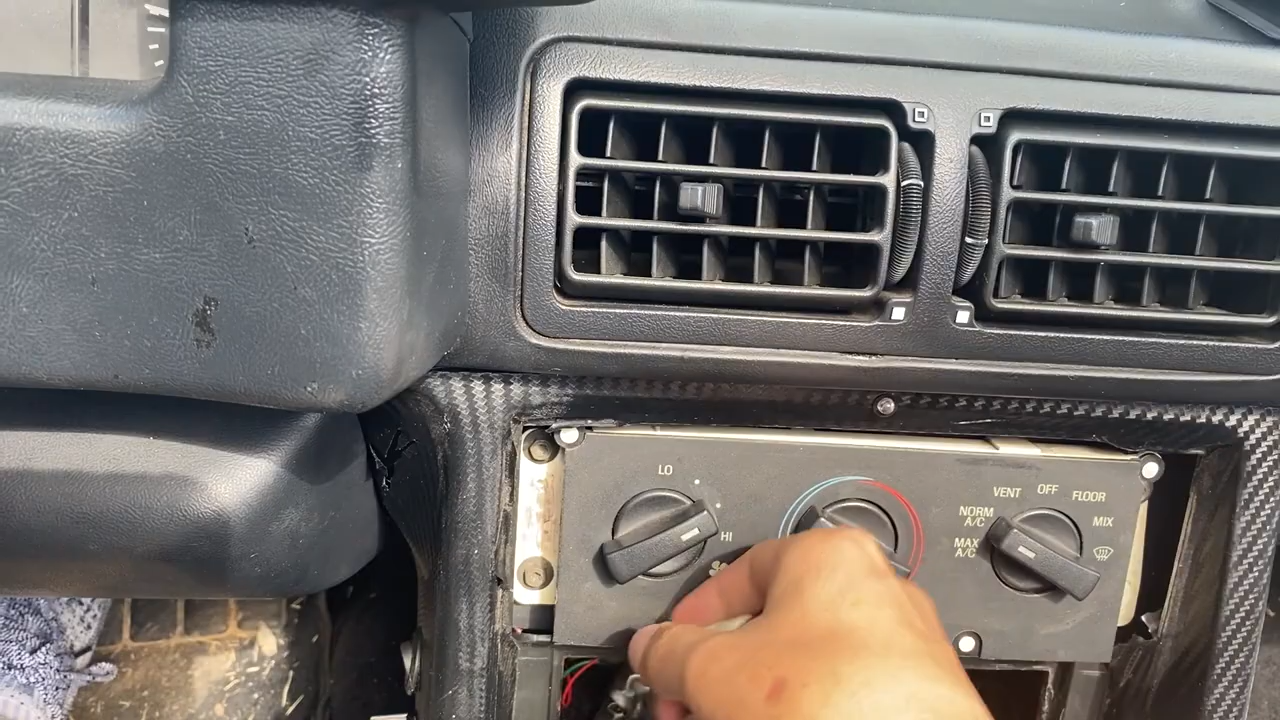 LO
HI
VENT
OFF
FLOOR
NORM
A/C
MIX
MAX
A/C